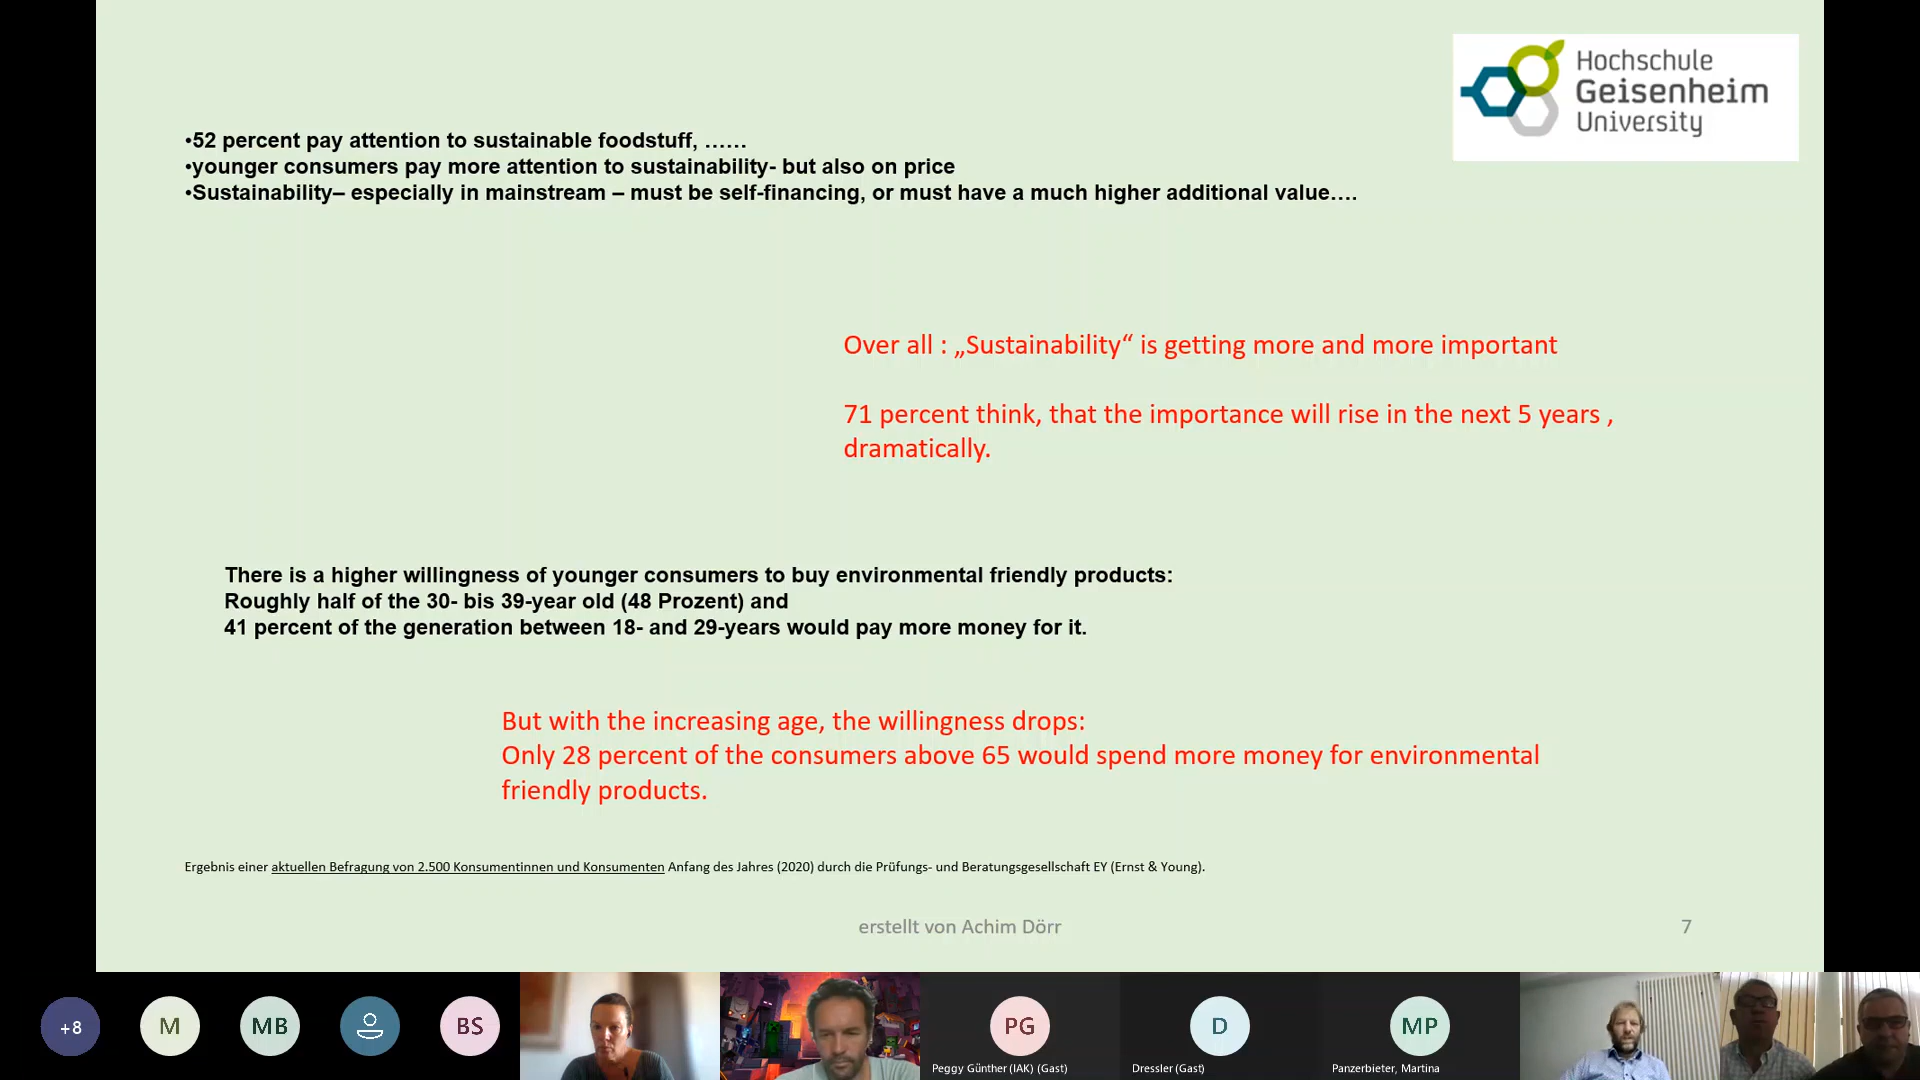 Hochschule
Geisenheim
University
•52 percent pay attention to sustainable foodstuff, ……
•younger consumers pay more attention to sustainability- but also on price
•Sustainability– especially in mainstream – must be self-financing, or must have a much higher additional value….
Over all : „Sustainability“ is getting more and more important
71 percent think, that the importance will rise in the next 5 years ,
dramatically.
There is a higher willingness of younger consumers to buy environmental friendly products:
Roughly half of the 30- bis 39-year old (48 Prozent) and
41 percent of the generation between 18- and 29-years would pay more money for it.
But with the increasing age, the willingness drops:
Only 28 percent of the consumers above 65 would spend more money for environmental
friendly products.
Ergebnis einer aktuellen Befragung von 2.500 Konsumentinnen und Konsumenten Anfang des Jahres (2020) durch die Prüfungs- und Beratungsgesellschaft EY (Ernst & Young).
erstellt von Achim Dörr
7
+8
M
MB
BS
PG
Peggy Günther (IAK) (Gast)
D
Dressler (Gast)
MP
Panzerbieter, Martina